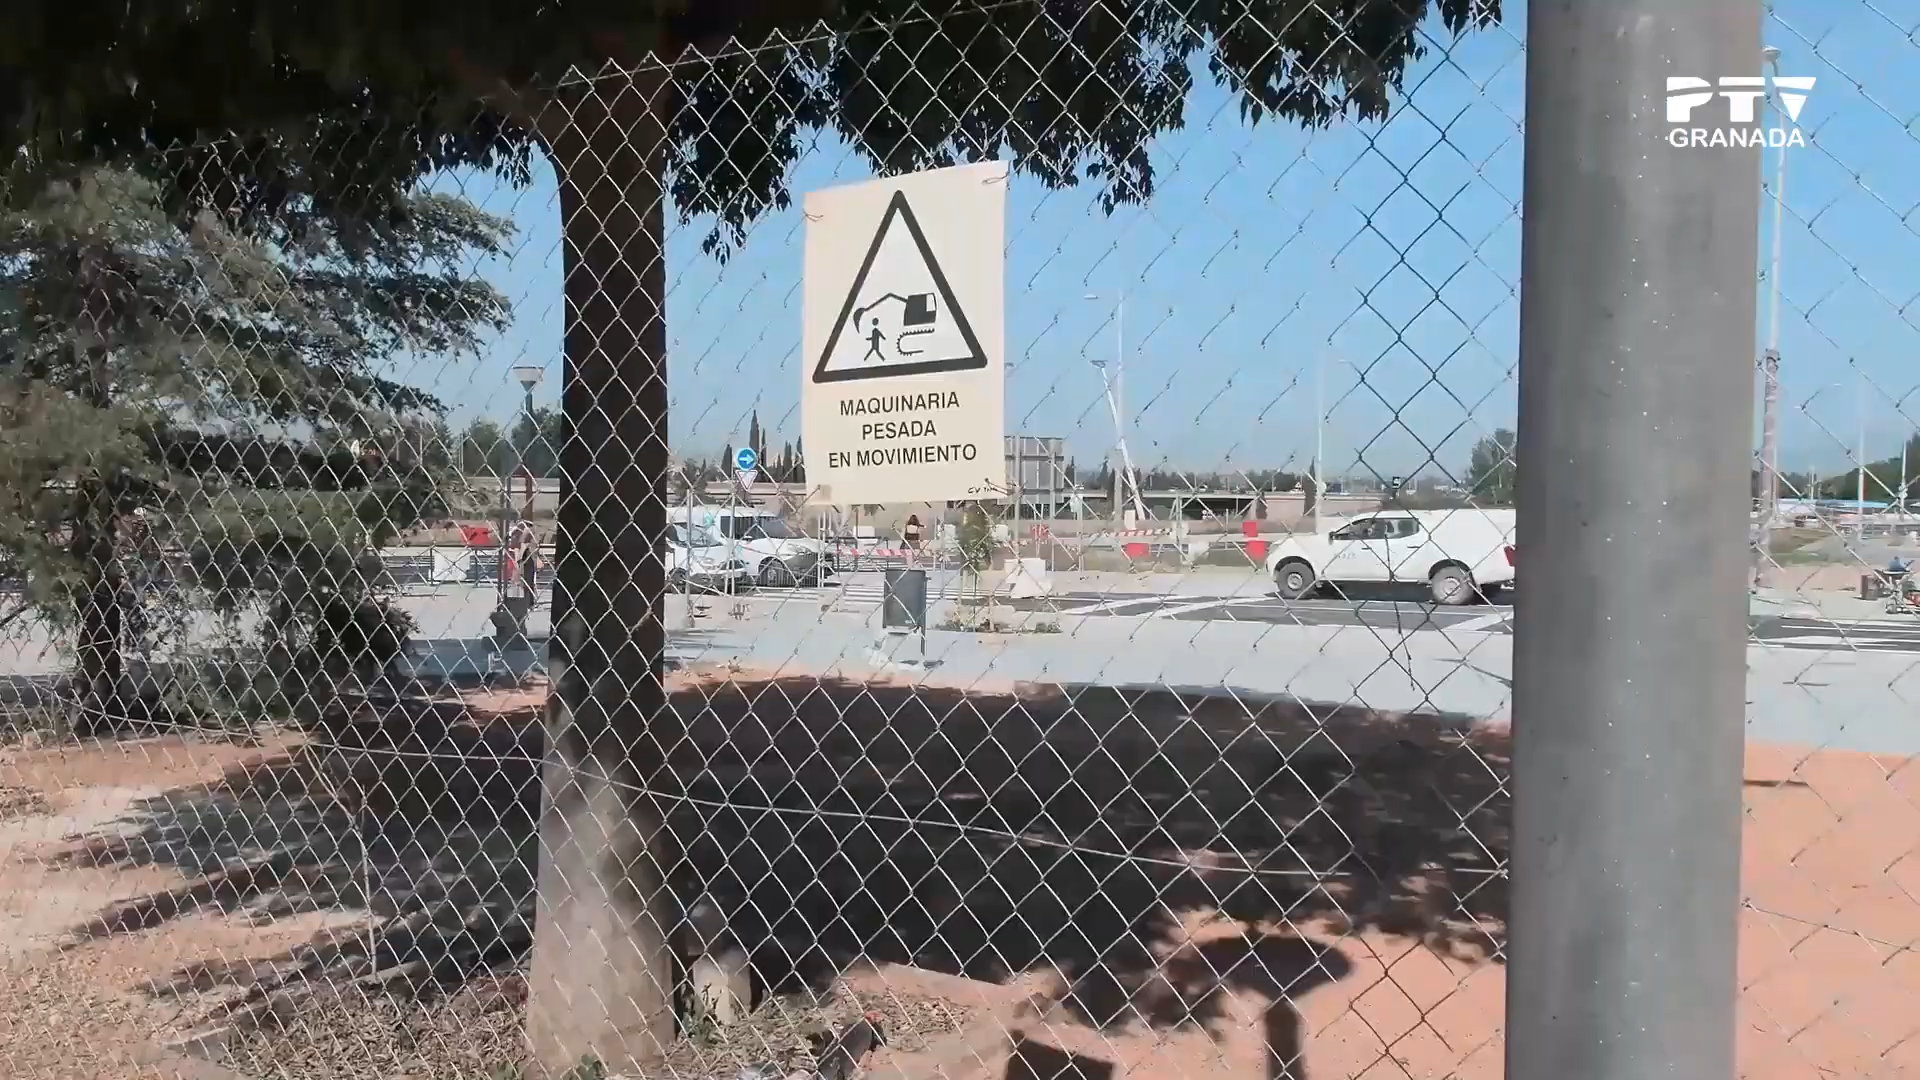 PTV
GRANADA
MAQUINARIA
PESADA
EN MOVIMIENTO